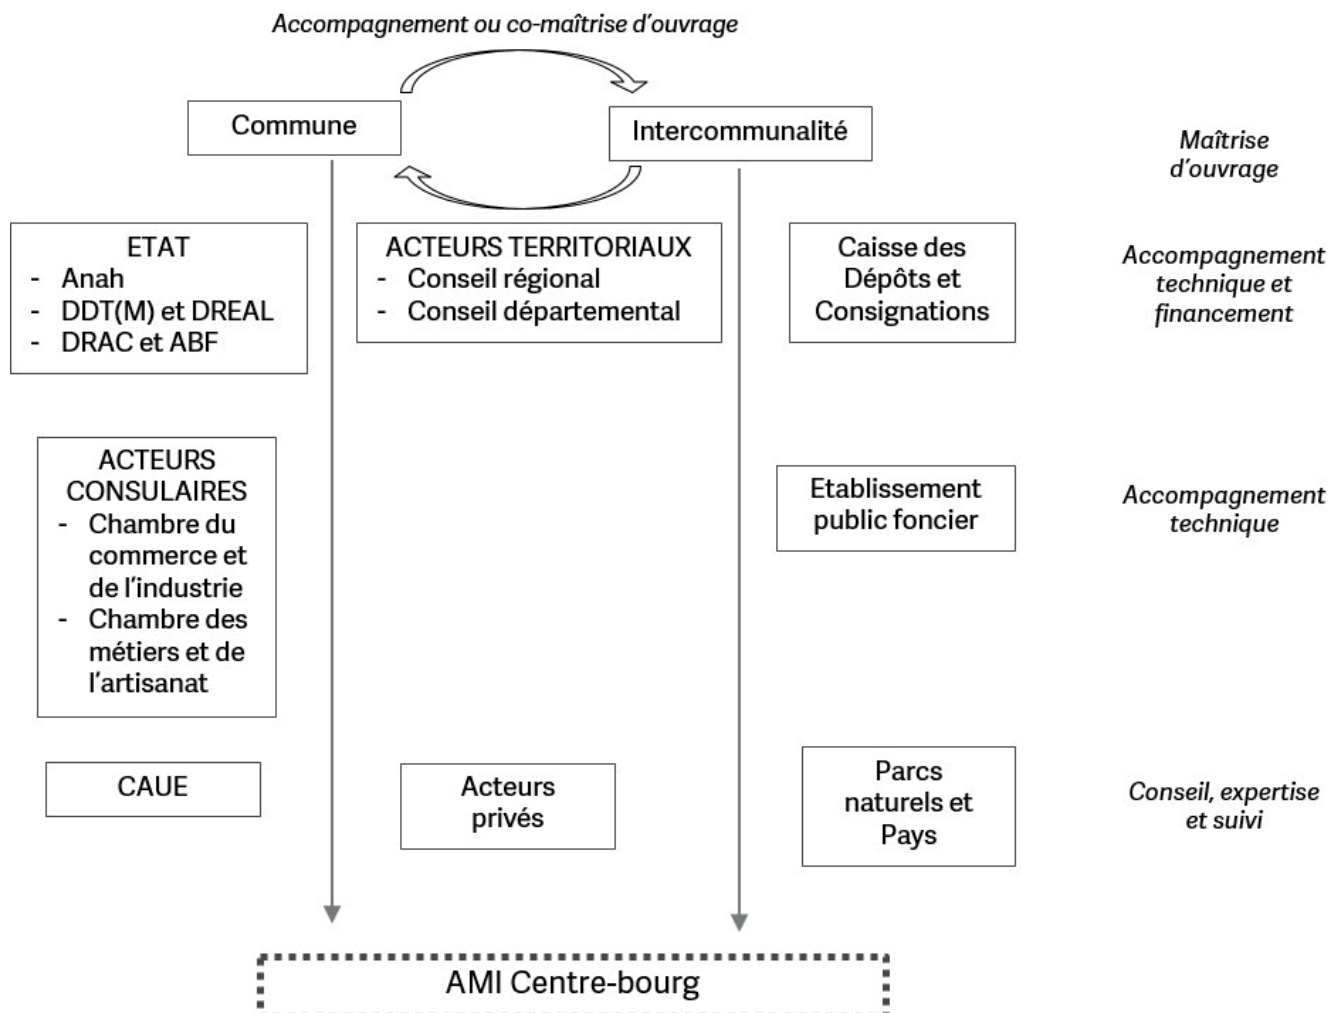 Accompagnement ou co-maîtrise d’ouvrage
Commune
Intercommunalité
Maîtrise
d’ouvrage
ETAT
- Anah
- DDT(M) et DREAL
- DRAC et ABF
ACTEURS TERRITORIAUX
- Conseil régional
- Conseil départemental
Caisse des
Dépôts et
Consignations
Accompagnement
technique et
financement
ACTEURS
CONSULAIRES
- Chambre du
commerce et
de l’industrie
- Chambre des
métiers et de
l’artisanat
Etablissement
public foncier
Accompagnement
technique
CAUE
Acteurs
privés
Parcs
naturels et
Pays
Conseil, expertise
et suivi
AMI Centre-bourg